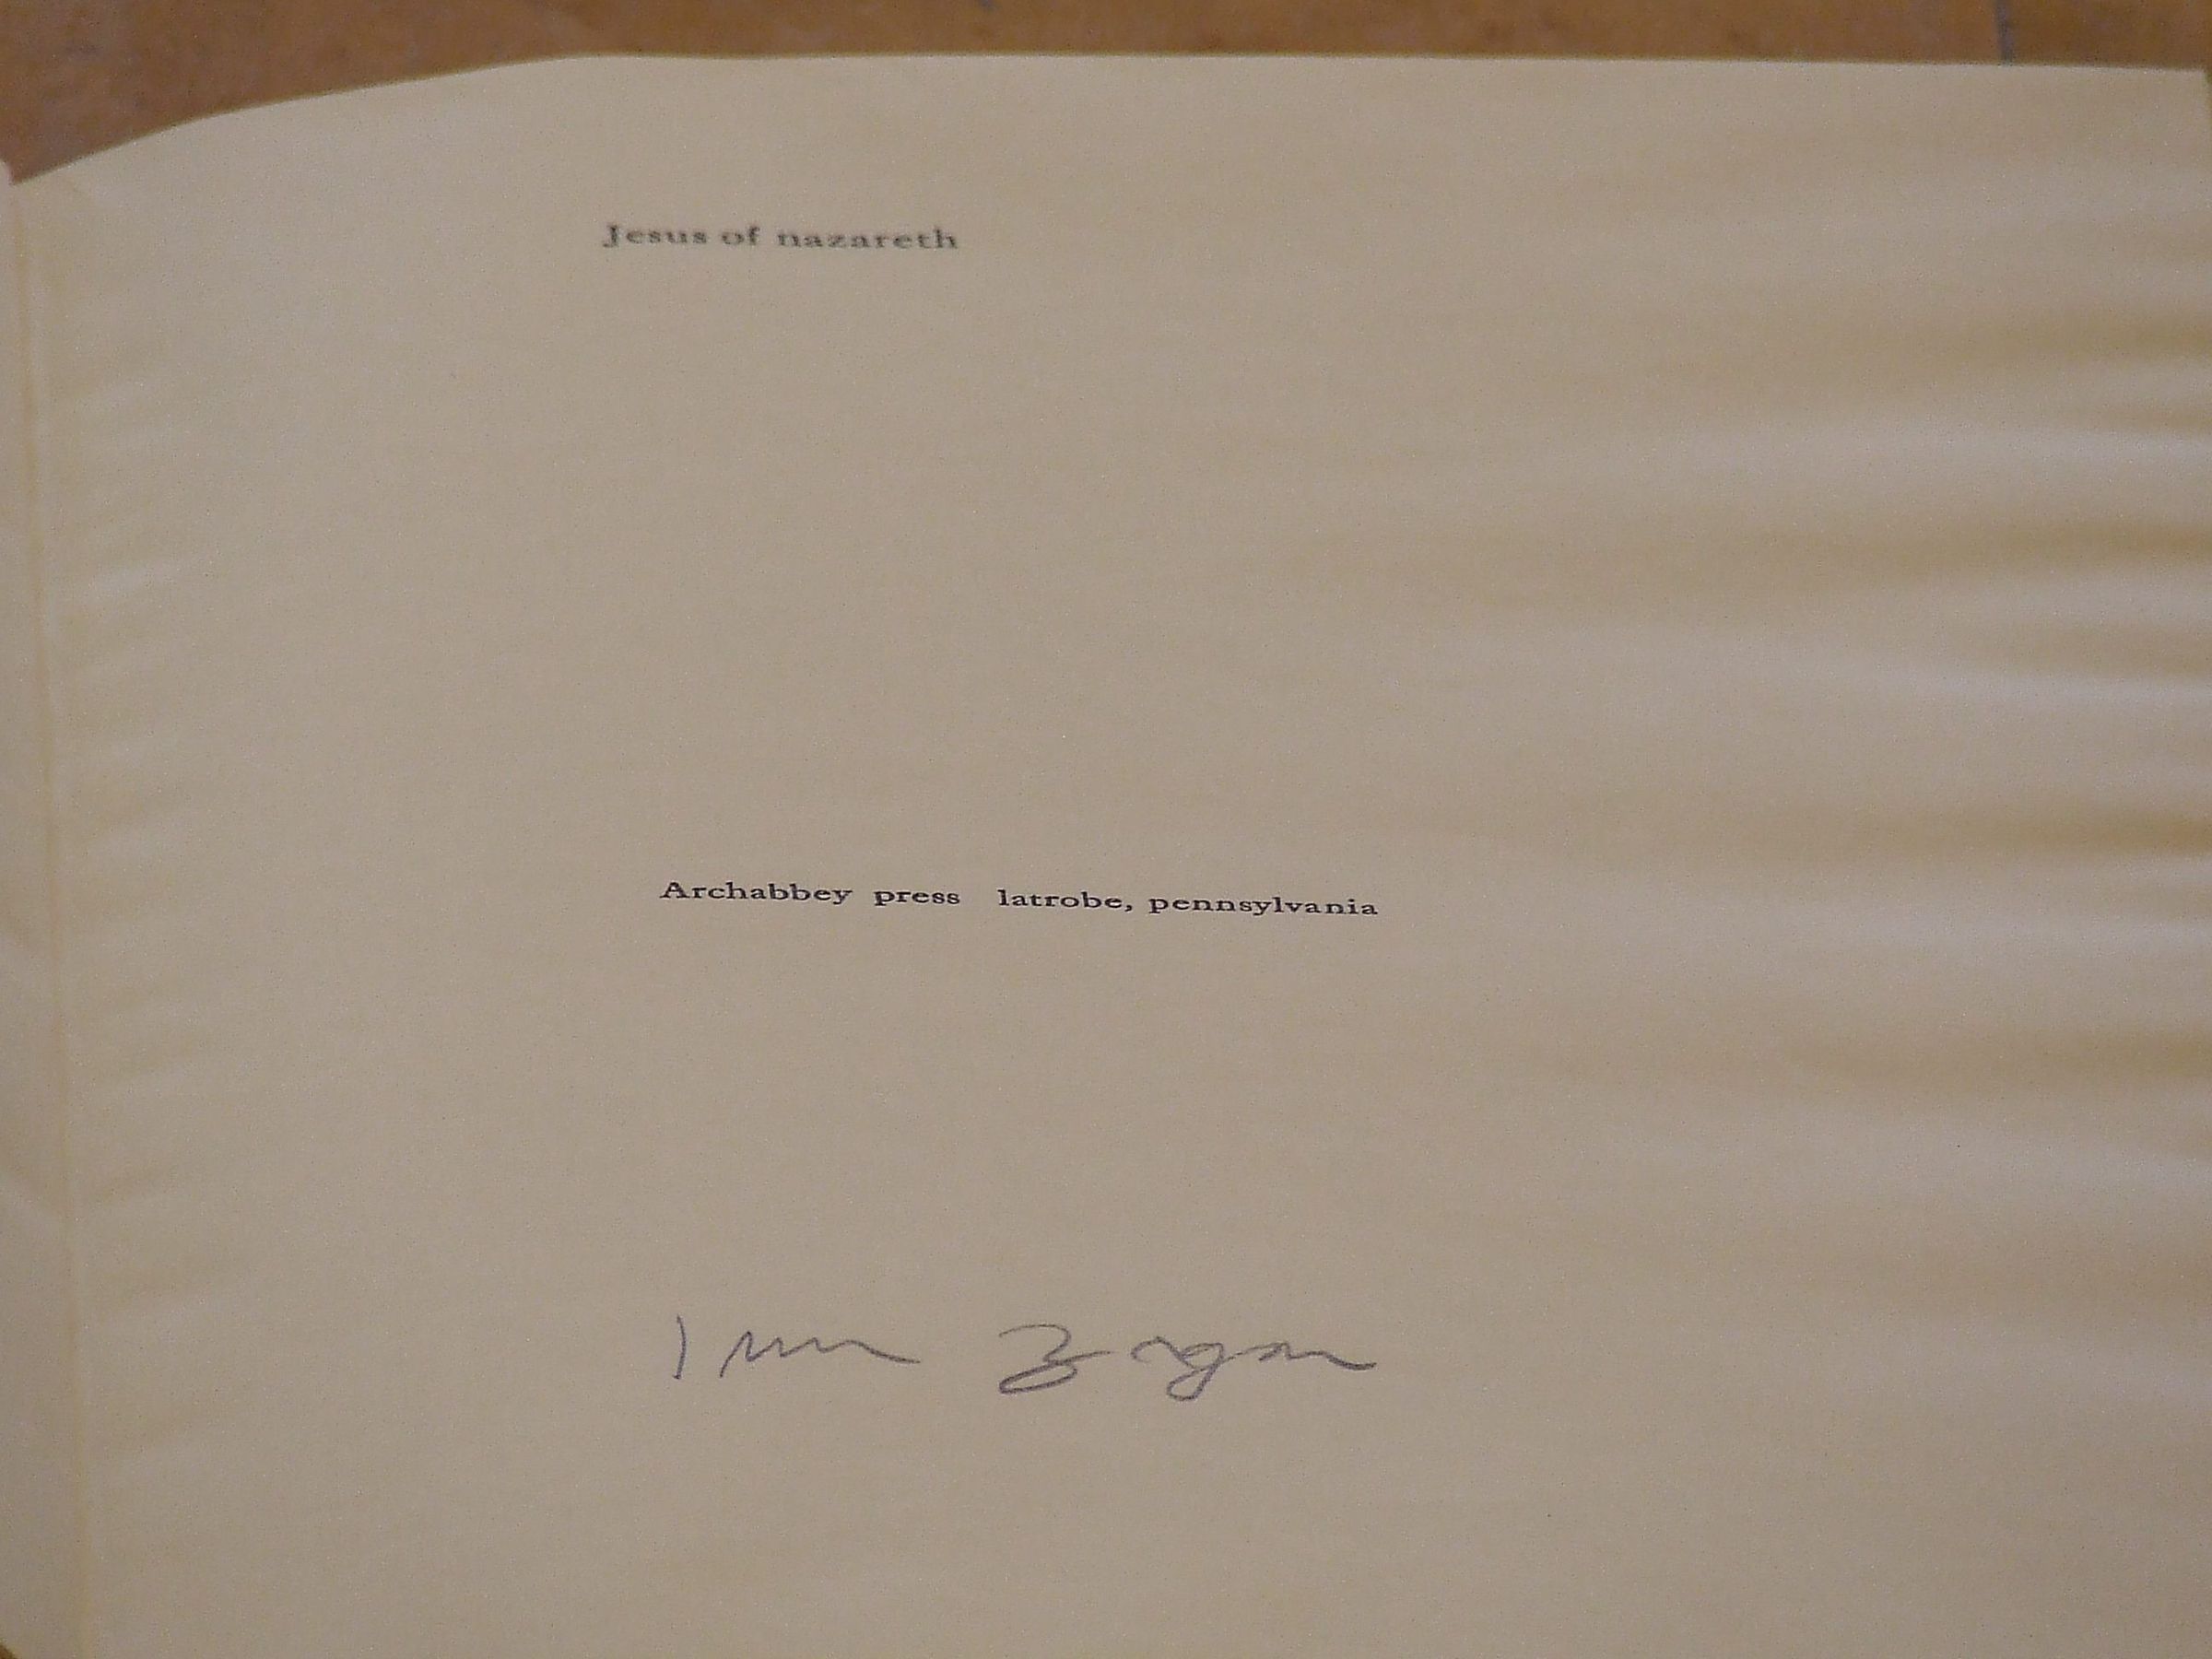 Jesus of nazareth
Archabbey press latrobe, pennsylvania